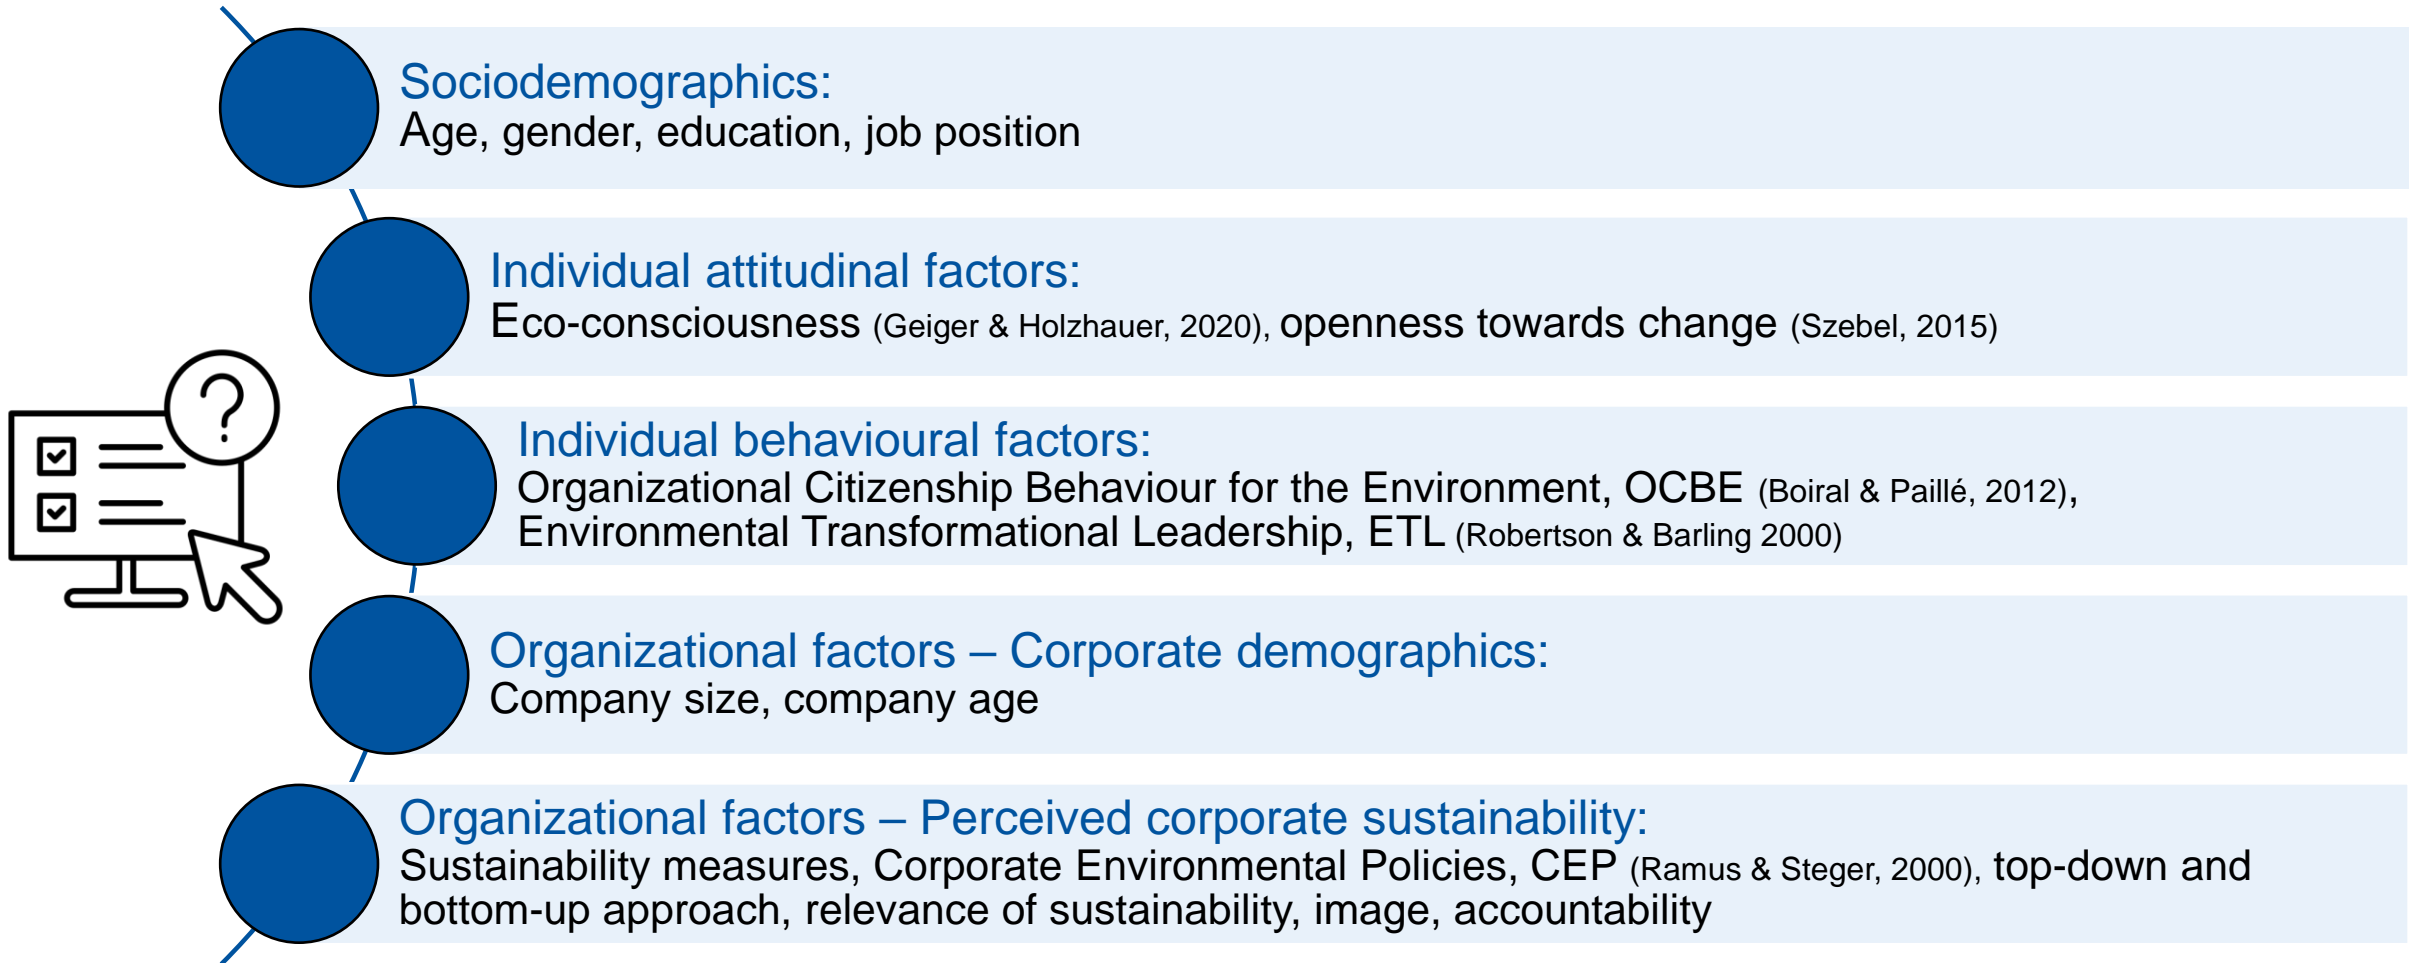 Sociodemographics:
Age, gender, education, job position
Individual attitudinal factors:
Eco-consciousness (Geiger & Holzhauer, 2020), openness towards change (Szebel, 2015)
?
Individual behavioural factors:
Organizational Citizenship Behaviour for the Environment, OCBE (Boiral & Paillé, 2012),
Environmental Transformational Leadership, ETL (Robertson & Barling 2000)
Organizational factors – Corporate demographics:
Company size, company age
Organizational factors – Perceived corporate sustainability:
Sustainability measures, Corporate Environmental Policies, CEP (Ramus & Steger, 2000), top-down and
bottom-up approach, relevance of sustainability, image, accountability